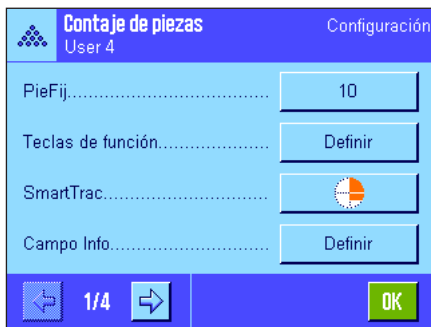 Contaje de piezas
Configuración
User 4
PieFij.................................... 10
Teclas de función.................... Definir
SmartTrac..............................
Campo Info............................ Definir
1/4
OK